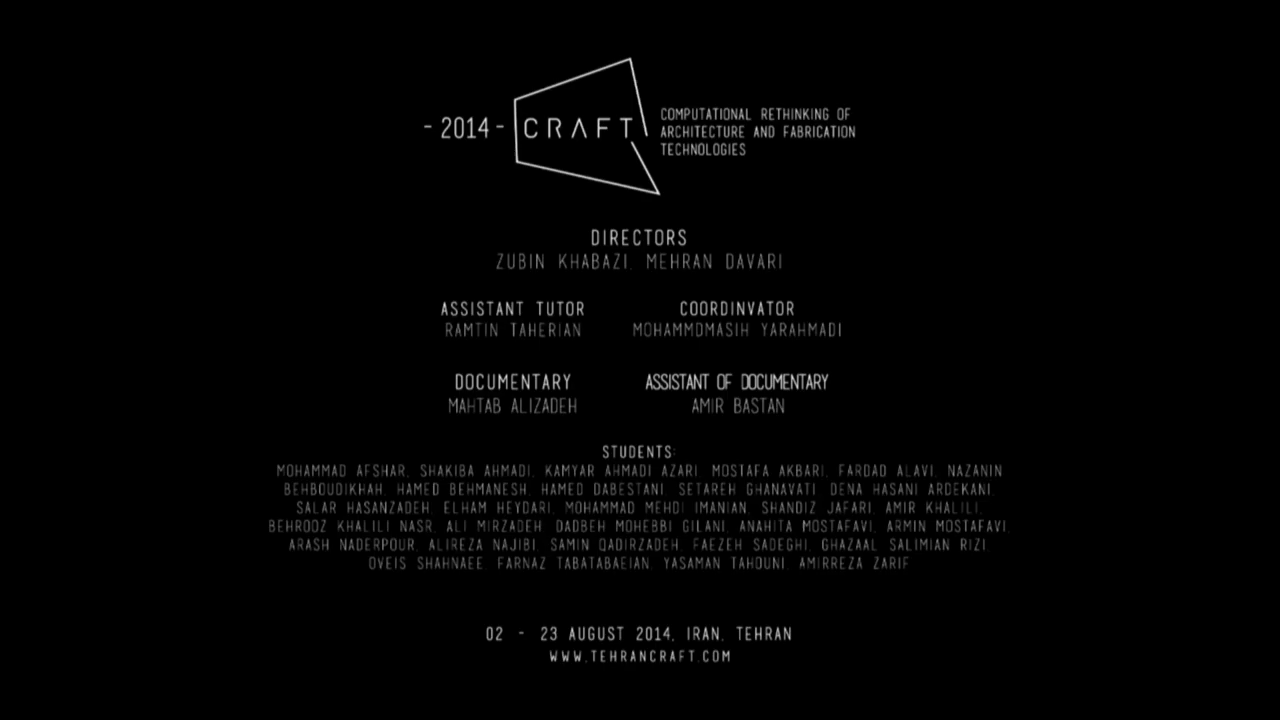 - 2014 - CRAFT
COMPUTATIONAL RETHINKING OF
ARCHITECTURE AND FABRICATION
TECHNOLOGIES
DIRECTORS
ZUBIN KHABAZI, MEHRAN DAVARI
ASSISTANT TUTOR
RAMTIN TAHERIAN
COORDINVATOR
MOHAMMDMASIH YARAHMADI
DOCUMENTARY
MAHTAB ALIZADEH
ASSISTANT OF DOCUMENTARY
AMIR BASTAN
STUDENTS:
MOHAMMAD AFSHAR, SHAKIBA AHMADI, KAMYAR AHMADI AZARI, MOSTAFA AKBARI, FARDAD ALAVI, NAZANIN
BEHBOUDIKHAH, HAMED BEHMANESH, HAMED DABESTANI, SETAREH GHANAVATI, DENA HASANI ARDEKANI,
SALAR HASANZADEH, ELHAM HEYDARI, MOHAMMAD MEHDI IMANIAN, SHANDIZ JAFARI, AMIR KHALILI,
BEHROOZ KHALILI NASR, ALI MIRZADEH, DADBEH MOHEBBI GILANI, ANAHITA MOSTAFAVI, ARMIN MOSTAFAVI,
ARASH NADERPOUR, ALIREZA NAJIBI, SAMIN QADIRZADEH, FAEZEH SADEGHI, GHAZAAL SALIMIAN RIZI,
OVEIS SHAHNAEE, FARNAZ TABATABAEIAN, YASAMAN TAHOUNI, AMIRREZA ZARIF
02 - 23 AUGUST 2014, IRAN, TEHRAN
WWW.TEHRANCRAFT.COM